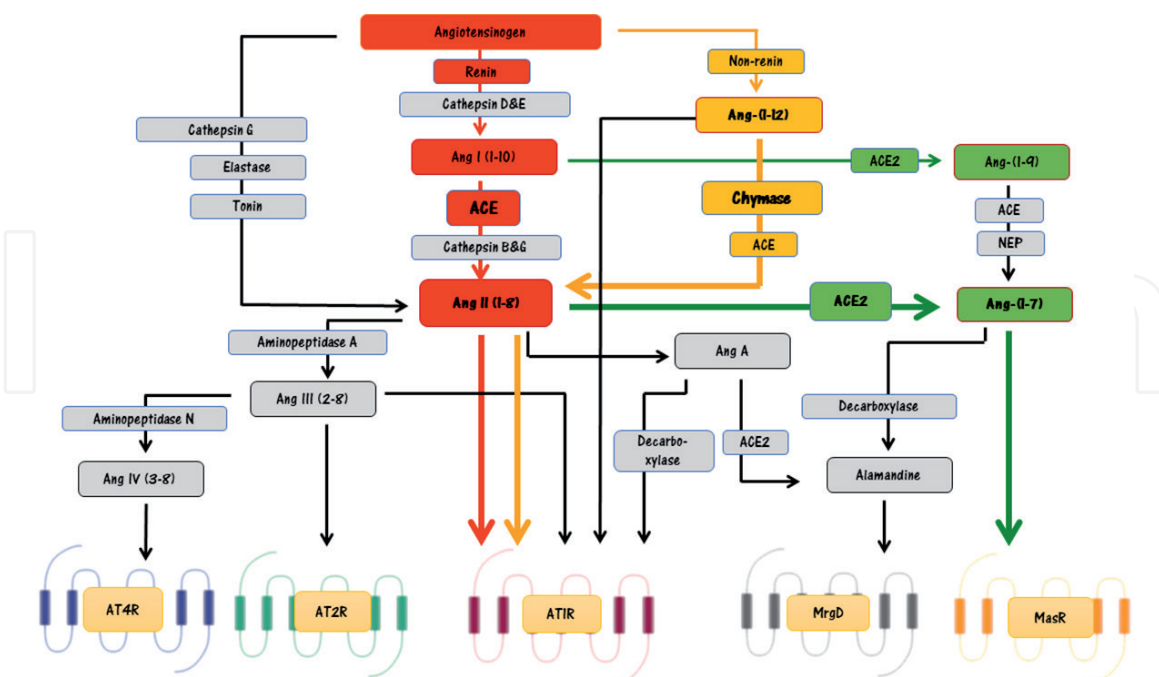 Angiotensinogen
Renin
Non-renin
Cathepsin D&E
Ang-(1-12)
Cathepsin G
Ang I (1-10)
ACE2
Ang-(1-9)
Elastase
Tonin
ACE
Chymase
ACE
Cathepsin B&G
ACE
NEP
Ang II (1-8)
ACE2
Ang-(1-7)
Aminopeptidase A
Ang A
Ang III (2-8)
Decarboxylase
Aminopeptidase N
Decarbo-
xylase
ACE2
Ang IV (3-8)
Alamandine
AT4R
AT2R
AT1R
MrgD
MasR